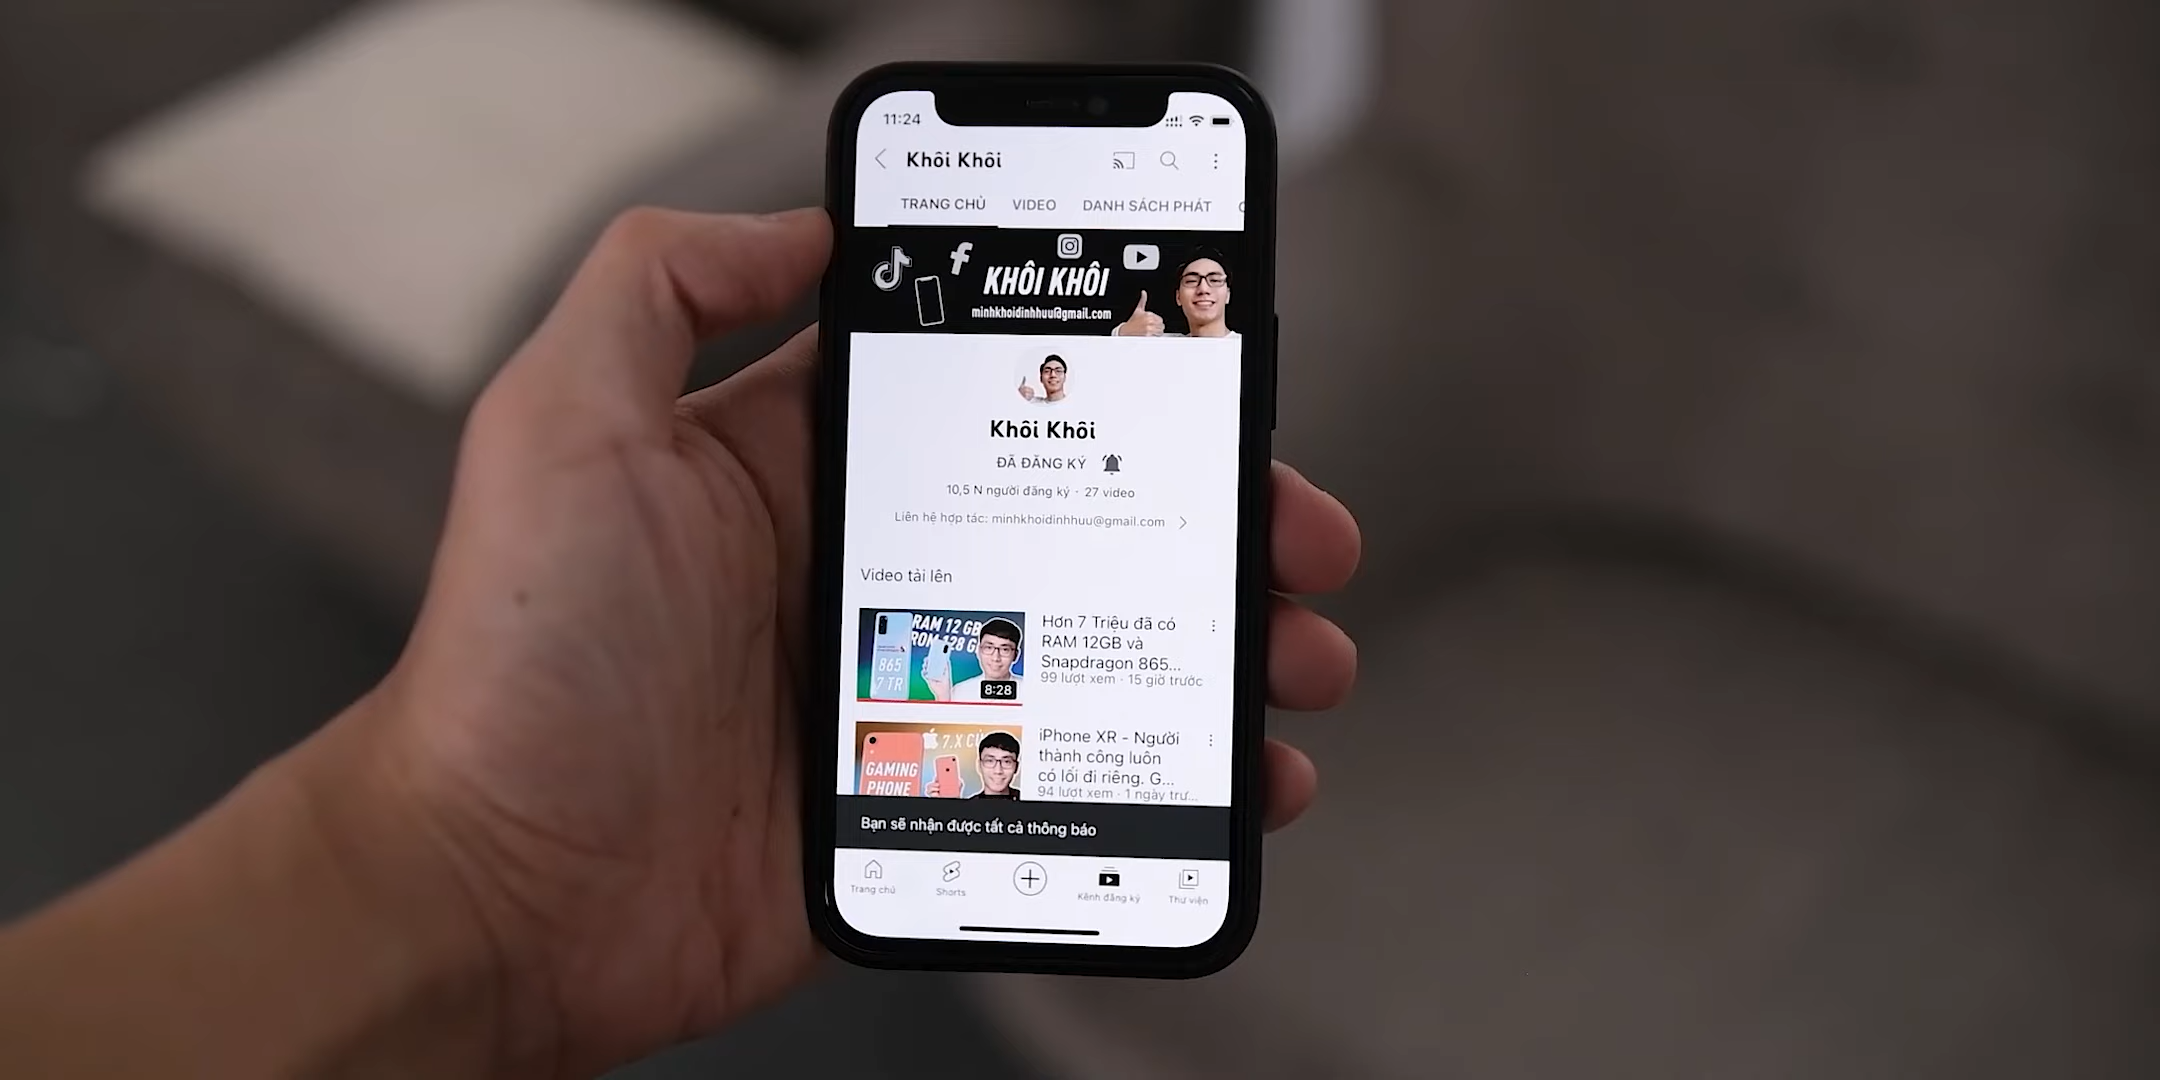 11:24
Khôi Khôi
TRANG CHỦ VIDEO DANH SÁCH PHÁT
KHÔI KHÔI
minhkhoidinhhuu@gmail.com
Khôi Khôi
ĐÃ ĐĂNG KÝ
10,5 N người đăng ký · 27 video
Liên hệ hợp tác: minhkhoidinhhuu@gmail.com
Video tải lên
RAM 12 GB
ROM 128 G
865
7 TR
8:28
Hơn 7 Triệu đã có
RAM 12GB và
Snapdragon 865...
99 lượt xem · 15 giờ trước
7.X
GAMING
PHONE
iPhone XR - Người
thành công luôn
có lối đi riêng. G...
94 lượt xem · 1 ngày trư...
Bạn sẽ nhận được tất cả thông báo
Trang chủ Shorts Kênh đăng ký Thư viện